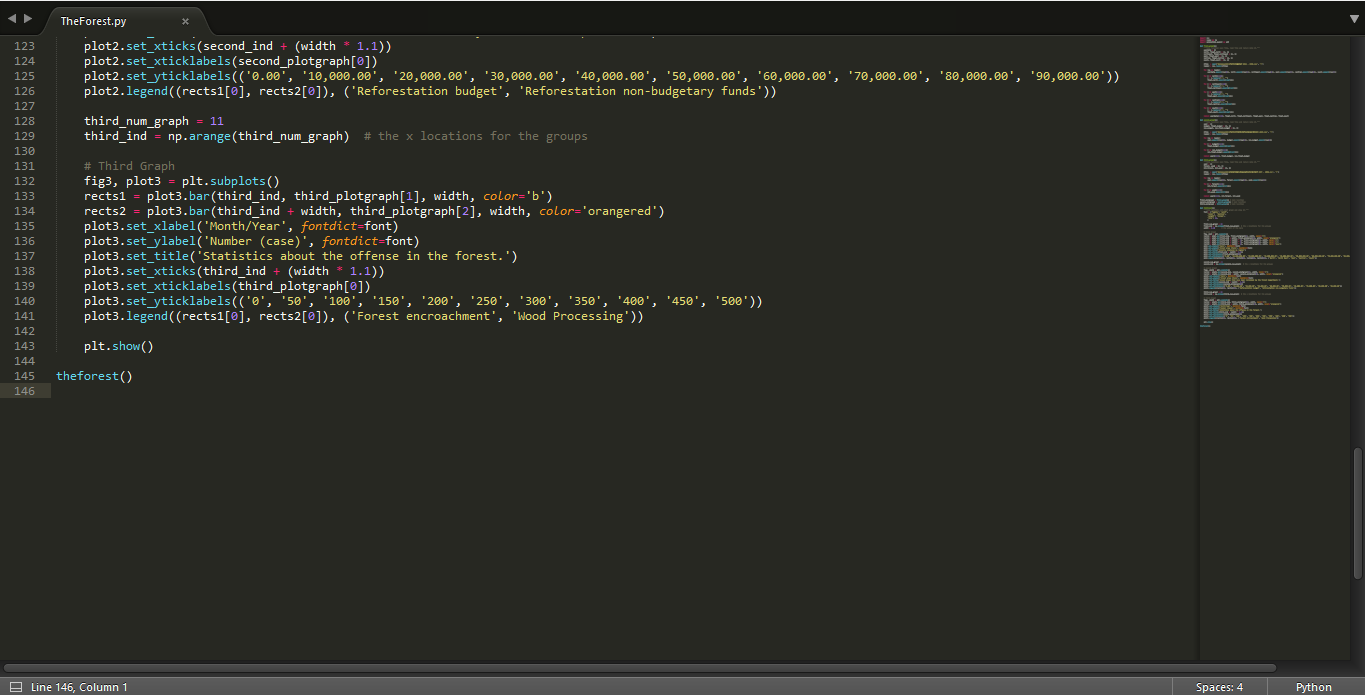 TheForest.py ×
123 plot2.set_xticks(second_ind + (width * 1.1))
124 plot2.set_xticklabels(second_plotgraph[0])
125 plot2.set_yticklabels(('0.00', '10,000.00', '20,000.00', '30,000.00', '40,000.00', '50,000.00', '60,000.00', '70,000.00', '80,000.00', '90,000.00'))
126 plot2.legend((rects1[0], rects2[0]), ('Reforestation budget', 'Reforestation non-budgetary funds'))
127
128 third_num_graph = 11
129 third_ind = np.arange(third_num_graph)  # the x locations for the groups
130
131 # Third Graph
132 fig3, plot3 = plt.subplots()
133 rects1 = plot3.bar(third_ind, third_plotgraph[1], width, color='b')
134 rects2 = plot3.bar(third_ind + width, third_plotgraph[2], width, color='orangered')
135 plot3.set_xlabel('Month/Year', fontdict=font)
136 plot3.set_ylabel('Number (case)', fontdict=font)
137 plot3.set_title('Statistics about the offense in the forest.')
138 plot3.set_xticks(third_ind + (width * 1.1))
139 plot3.set_xticklabels(third_plotgraph[0])
140 plot3.set_yticklabels(('0', '50', '100', '150', '200', '250', '300', '350', '400', '450', '500'))
141 plot3.legend((rects1[0], rects2[0]), ('Forest encroachment', 'Wood Processing'))
142
143 plt.show()
144
145 theforest()
146
Line 146, Column 1
Spaces: 4
Python